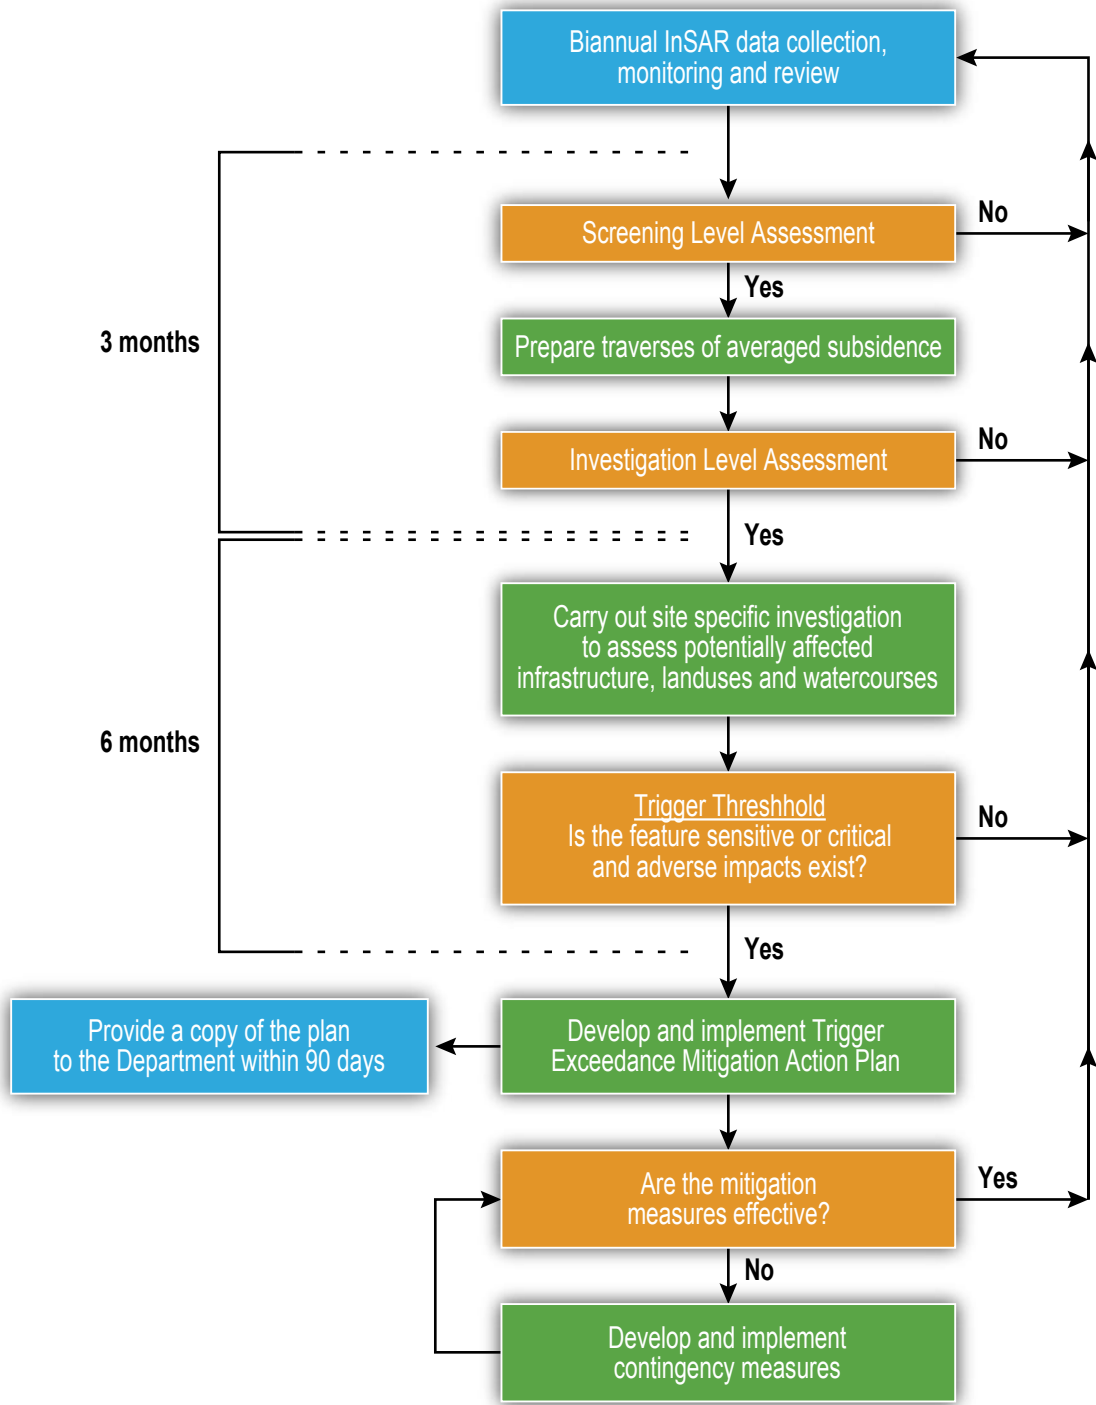 Biannual InSAR data collection,
monitoring and review
Screening Level Assessment
No
Yes
3 months
Prepare traverses of averaged subsidence
Investigation Level Assessment
No
Yes
Carry out site specific investigation
to assess potentially affected
infrastructure, landuses and watercourses
6 months
Trigger Threshhold
Is the feature sensitive or critical
and adverse impacts exist?
No
Yes
Provide a copy of the plan
to the Department within 90 days
Develop and implement Trigger
Exceedance Mitigation Action Plan
Are the mitigation
measures effective?
Yes
No
Develop and implement
contingency measures